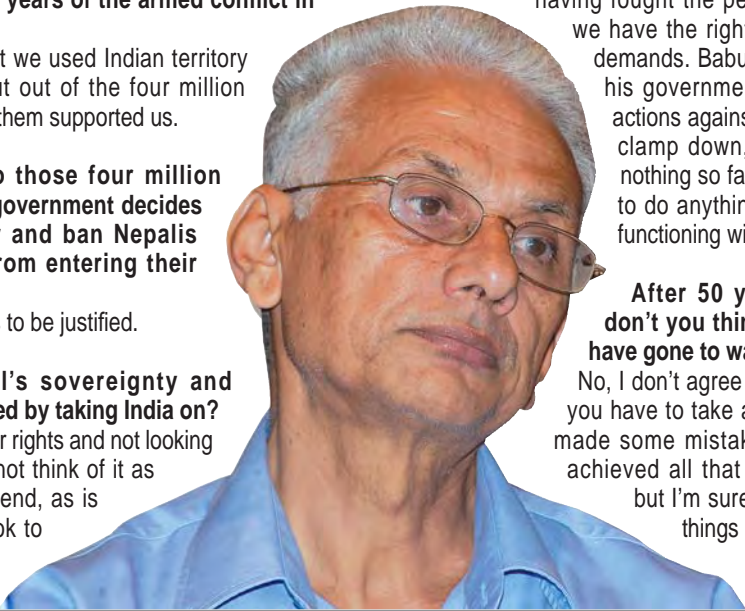 years of the armed conflict in
t we used Indian territory
ut out of the four million
them supported us.
o those four million
government decides
r and ban Nepalis
from entering their
s to be justified.
l's sovereignty and
ed by taking India on?
r rights and not looking
not think of it as
end, as is
ok to
having fought the pe
we have the right
demands. Babu
his governme
actions agains
clamp down,
nothing so fa
to do anythin
functioning wi
After 50 y
don't you thin
have gone to wa
No, I don't agree
you have to take a
made some mistak
achieved all that
but I'm sure
things